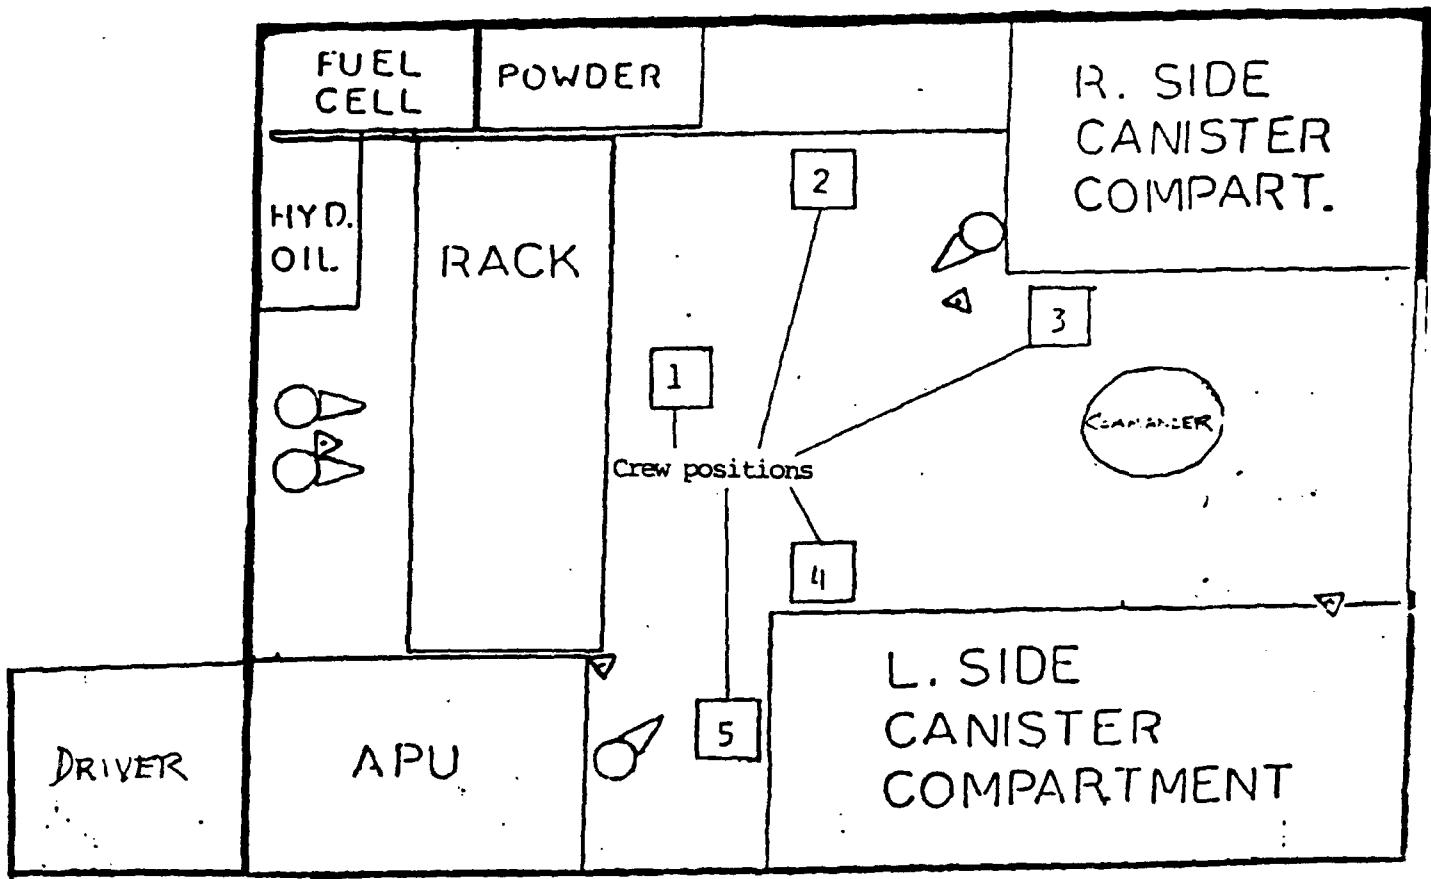 FUEL
CELL
POWDER
R. SIDE
CANISTER
COMPART.
HYD.
OIL
RACK
2
3
1
COMMANDER
Crew positions
4
L. SIDE
CANISTER
COMPARTMENT
5
DRIVER
APU